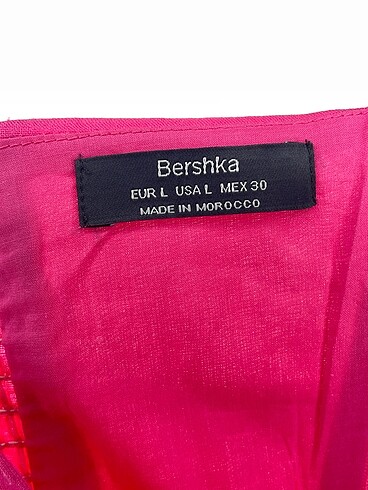 Bershka
EUR L USA L MEX 30
MADE IN MOROCCO